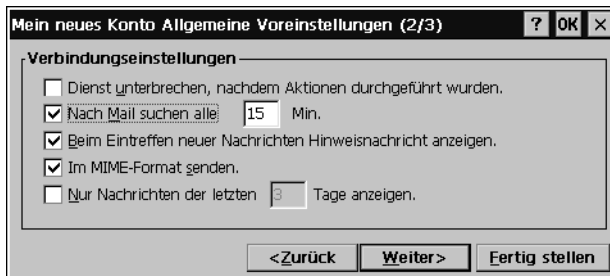 Mein neues Konto Allgemeine Voreinstellungen (2/3) ? OK ×
Verbindungseinstellungen
Dienst unterbrechen, nachdem Aktionen durchgeführt wurden.
Nach Mail suchen alle 15 Min.
Beim Eintreffen neuer Nachrichten Hinweisnachricht anzeigen.
Im MIME-Format senden.
Nur Nachrichten der letzten 3 Tage anzeigen.
<Zurück Weiter> Fertig stellen